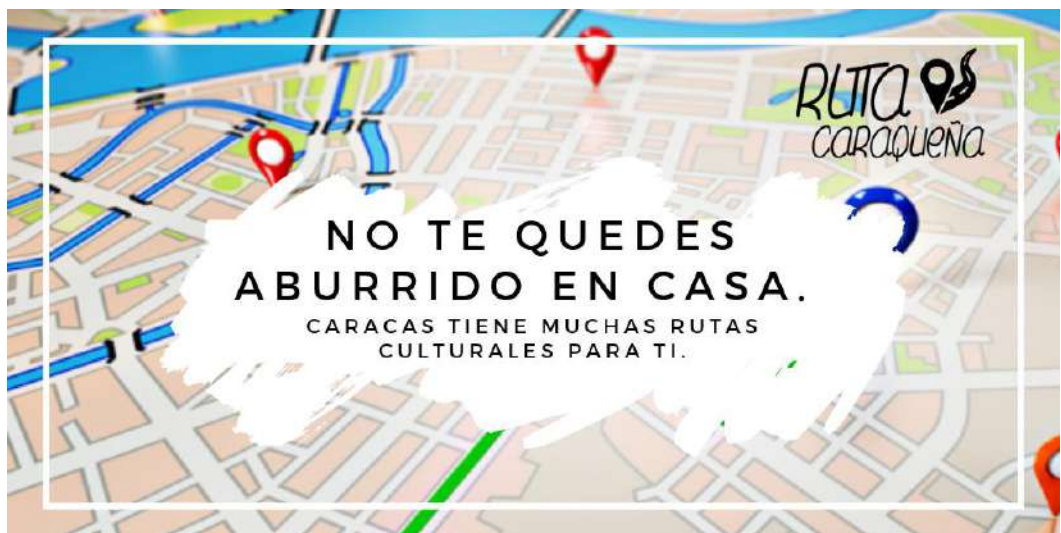 RUTA
CARAQUEÑA
NO TE QUEDES
ABURRIDO EN CASA.
CARACAS TIENE MUCHAS RUTAS
CULTURALES PARA TI.